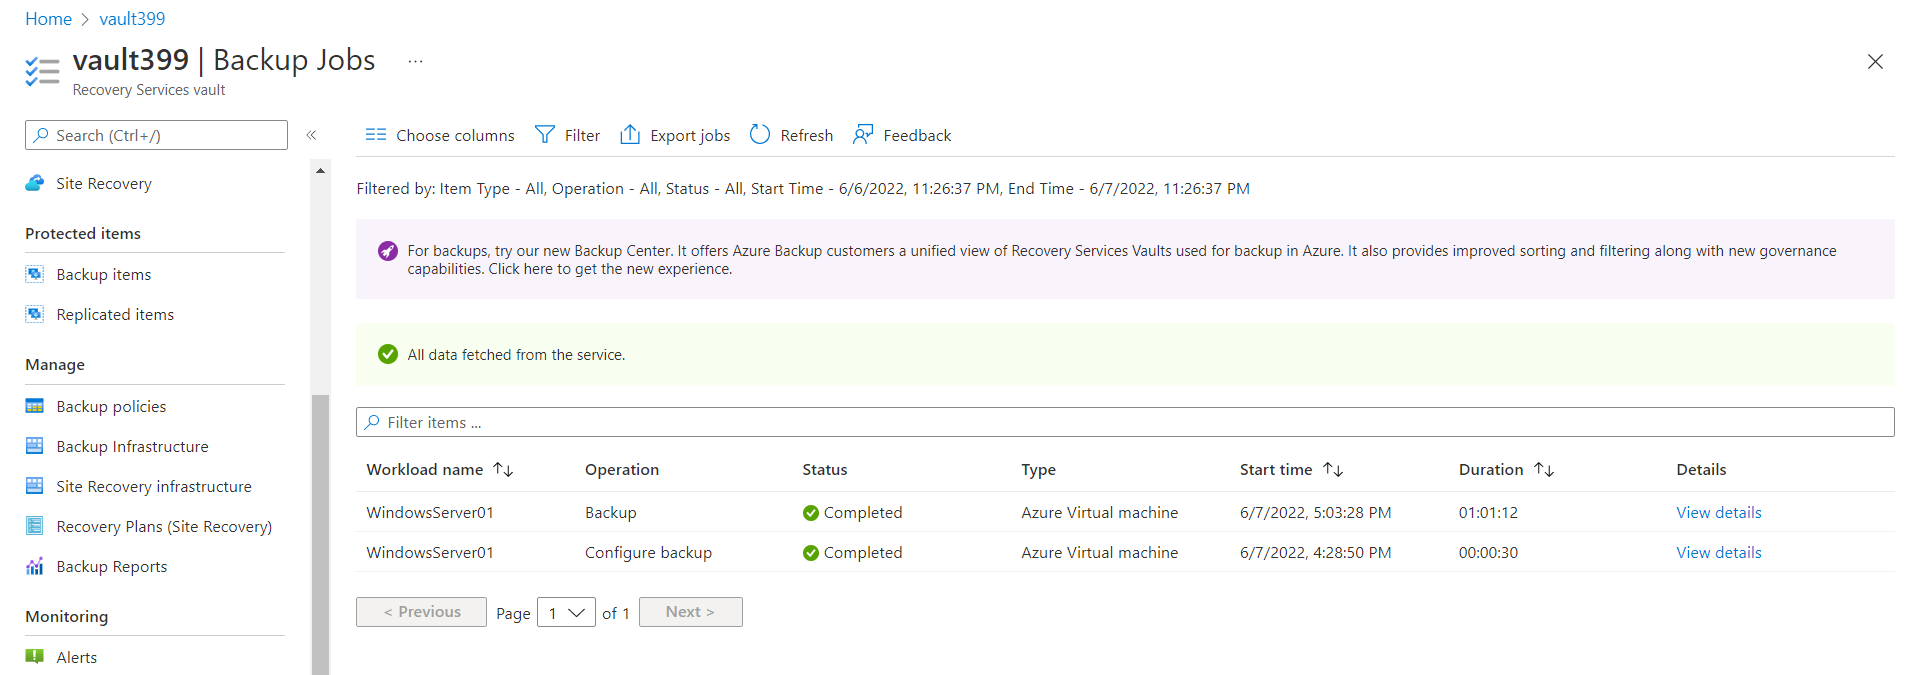 Home > vault399
vault399 | Backup Jobs ...
Recovery Services vault
Search (Ctrl+/) «
Site Recovery
Protected items
Backup items
Replicated items
Manage
Backup policies
Backup Infrastructure
Site Recovery infrastructure
Recovery Plans (Site Recovery)
Backup Reports
Monitoring
Alerts
Choose columns Filter Export jobs Refresh Feedback
Filtered by: Item Type - All, Operation - All, Status - All, Start Time - 6/6/2022, 11:26:37 PM, End Time - 6/7/2022, 11:26:37 PM
For backups, try our new Backup Center. It offers Azure Backup customers a unified view of Recovery Services Vaults used for backup in Azure. It also provides improved sorting and filtering along with new governance
capabilities. Click here to get the new experience.
All data fetched from the service.
Filter items ...
Workload name ↑↓ Operation Status Type Start time ↑↓ Duration ↑↓ Details
WindowsServer01 Backup Completed Azure Virtual machine 6/7/2022, 5:03:28 PM 01:01:12 View details
WindowsServer01 Configure backup Completed Azure Virtual machine 6/7/2022, 4:28:50 PM 00:00:30 View details
< Previous Page 1 of 1 Next >